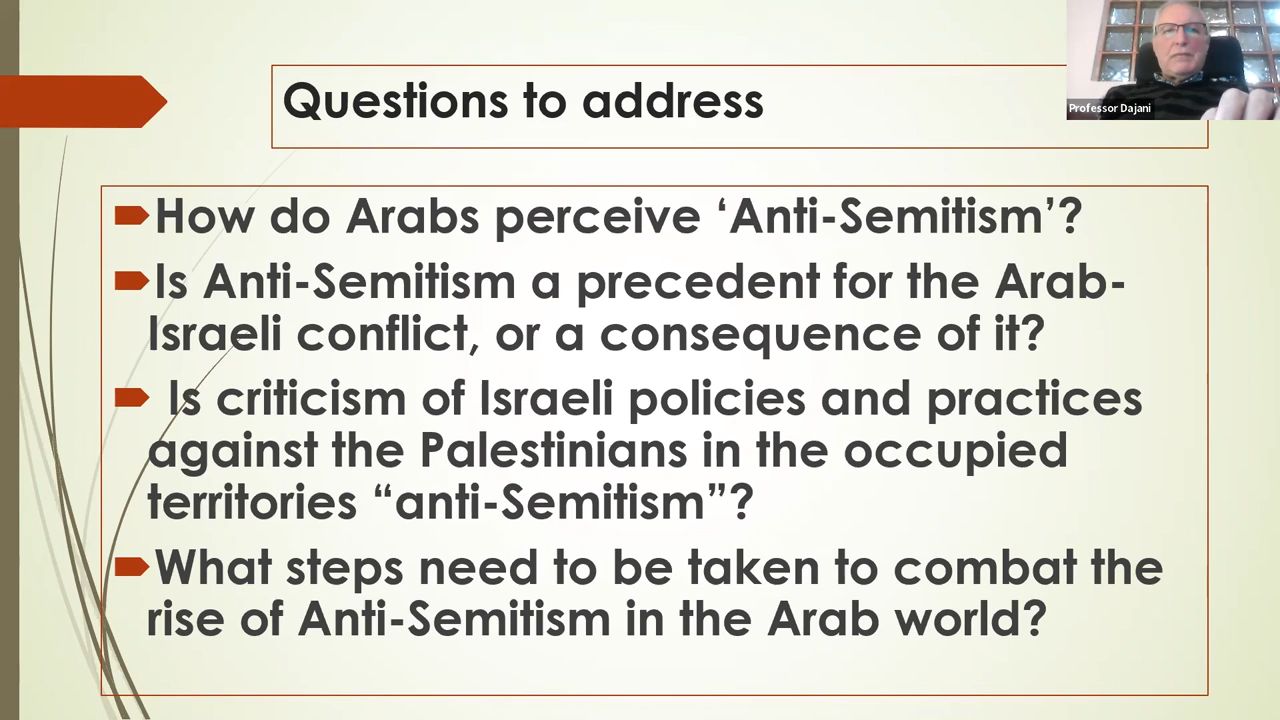 Questions to address
Professor Dajani
How do Arabs perceive ‘Anti-Semitism’?
Is Anti-Semitism a precedent for the Arab-
Israeli conflict, or a consequence of it?
Is criticism of Israeli policies and practices
against the Palestinians in the occupied
territories “anti-Semitism”?
What steps need to be taken to combat the
rise of Anti-Semitism in the Arab world?